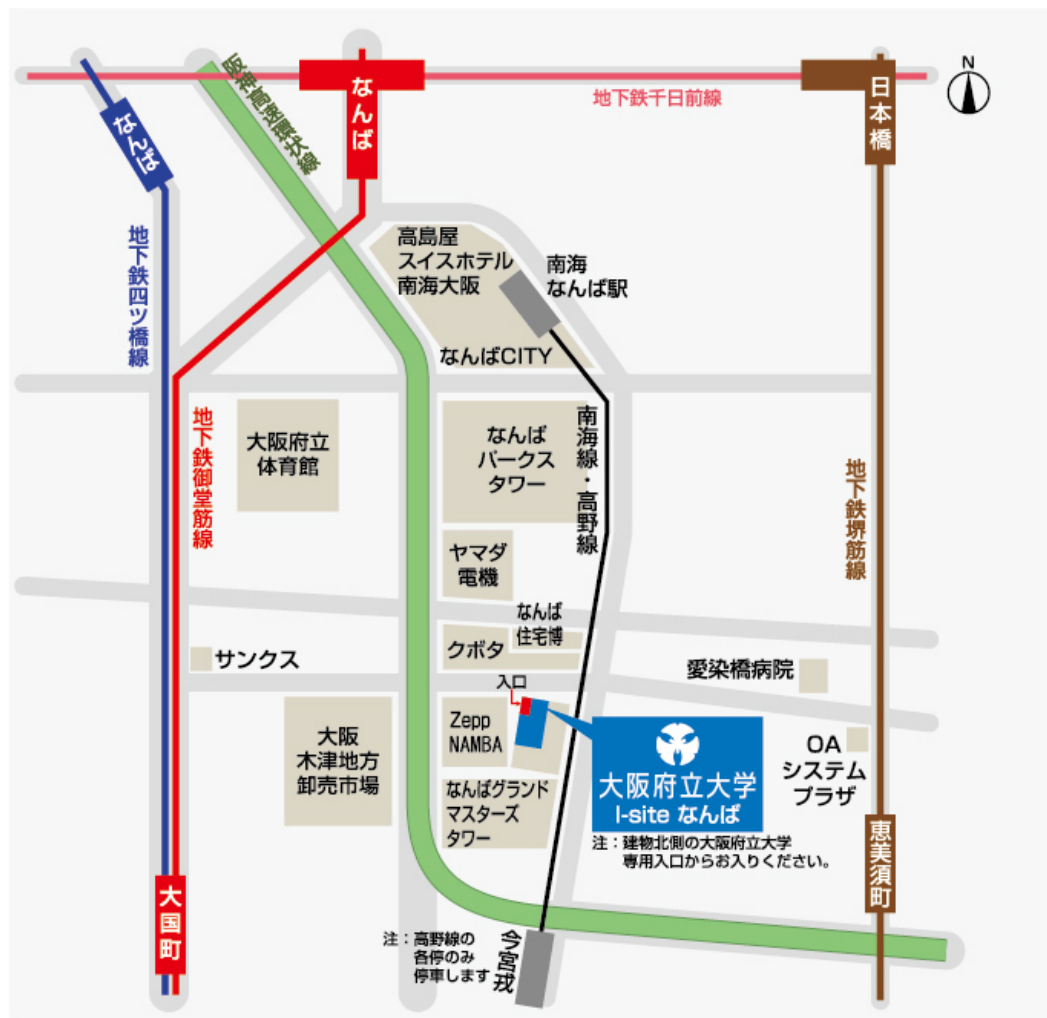 N
なんば
日本橋
地下鉄千日前線
阪神高速環状線
なんば
地下鉄四ツ橋線
高島屋
スイスホテル
南海大阪
南海
なんば駅
なんばCITY
地下鉄御堂筋線
大阪府立
体育館
なんば
パークス
タワー
南海線・高野線
地下鉄堺筋線
ヤマダ
電機
なんば
住宅博
クボタ
サンクス
愛染橋病院
入口
Zepp
NAMBA
大阪
木津地方
卸売市場
大阪府立大学
I-site なんば
OA
システム
プラザ
なんばグランド
マスターズ
タワー
注：建物北側の大阪府立大学
専用入口からお入りください。
恵美須町
大国町
注：高野線の
各停のみ
停車します
今宮戎